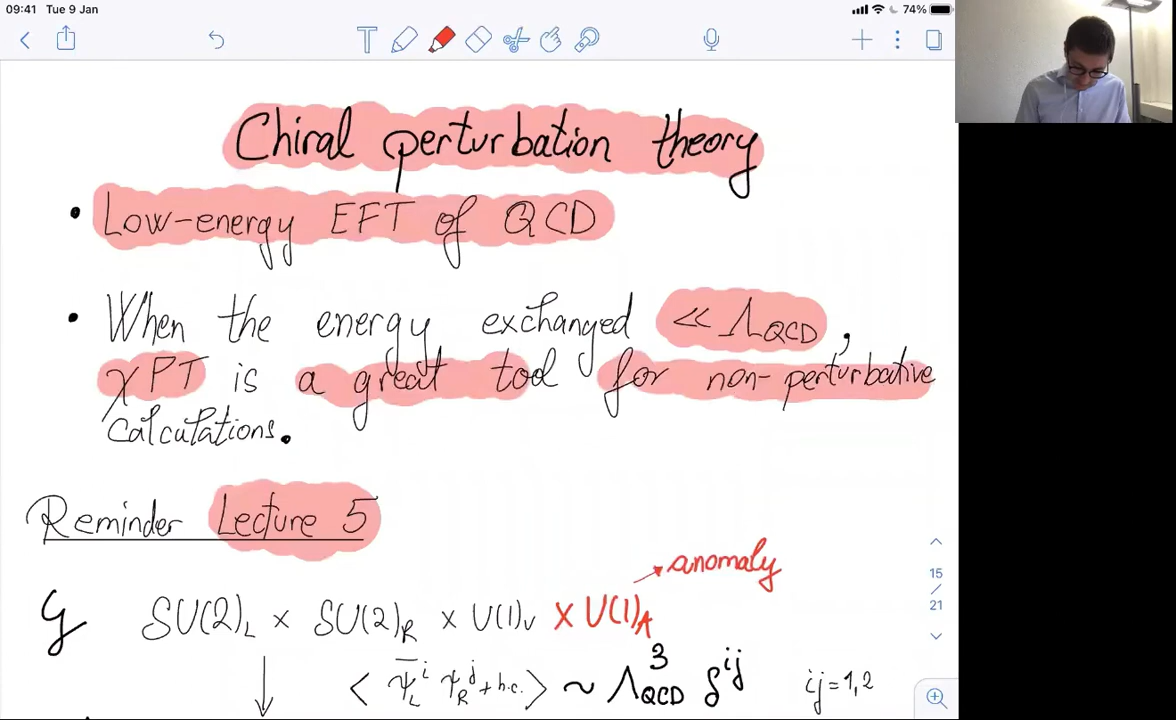 09:41 Tue 9 Jan 74%
Chiral perturbation theory
• Low-energy EFT of QCD
• When the energy exchanged ≪ Λ_QCD,
χPT is a great tool for non-perturbative
calculations.
Reminder Lecture 5
anomaly
G SU(2)_L × SU(2)_R × U(1)_V × U(1)_A
↓ < ψ̄_L^i ψ_R^j + h.c. > ~ Λ_QCD^3 δ^ij ij=1,2
15
/
21